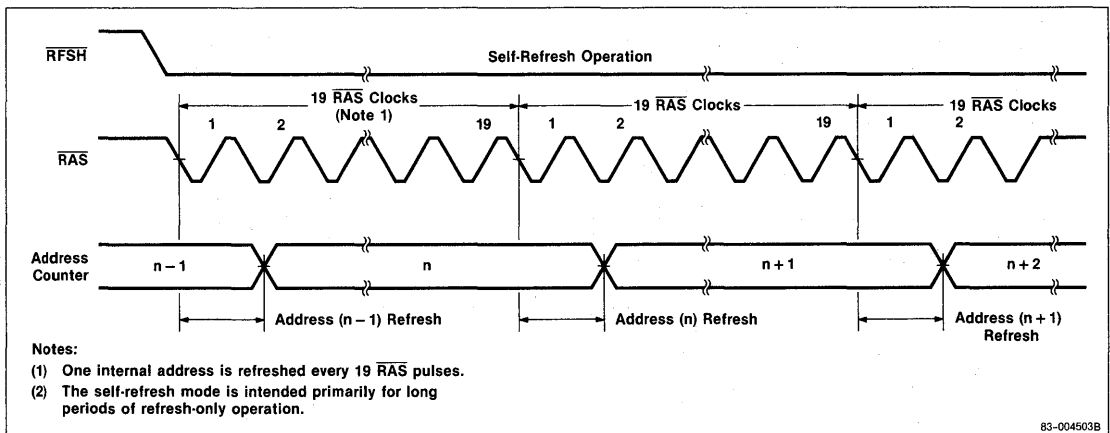 RFSH
Self-Refresh Operation
19 RAS Clocks
(Note 1)
19 RAS Clocks
19 RAS Clocks
1 2 19 1 2 19 1 2
RAS
Address
Counter
n – 1 n n + 1 n + 2
Address (n – 1) Refresh
Address (n) Refresh
Address (n + 1)
Refresh
Notes:
(1) One internal address is refreshed every 19 RAS pulses.
(2) The self-refresh mode is intended primarily for long
periods of refresh-only operation.
83-004503B